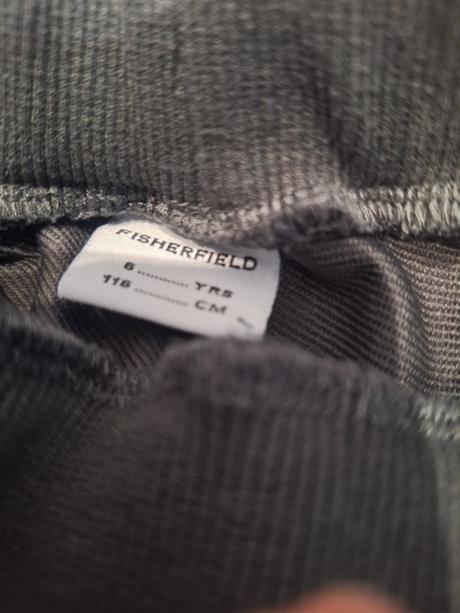 FISHERFIELD
6 ............ YRS
116 ............ CM